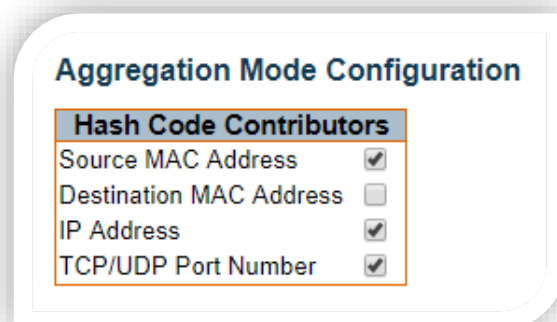 Aggregation Mode Configuration
Hash Code Contributors
Source MAC Address
Destination MAC Address
IP Address
TCP/UDP Port Number